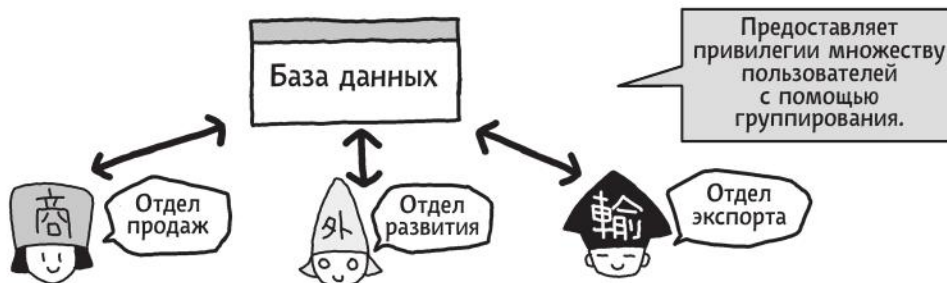 База данных
Предоставляет
привилегии множеству
пользователей
с помощью
группирования.
商
Отдел
продаж
外
Отдел
развития
輸
Отдел
экспорта